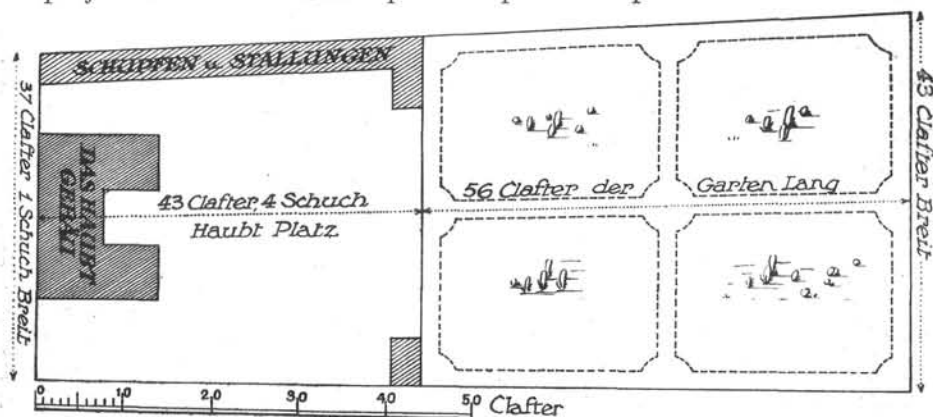 SCHUPFEN u. STALLUNGEN
37 Clafter 1 Schuch Breit
DAS HAUBT
GEBÄI
43 Clafter 4 Schuch
Haubt Platz
56 Clafter der Garten Lang
43 Clafter Breit
0 10 20 30 40 50 Clafter